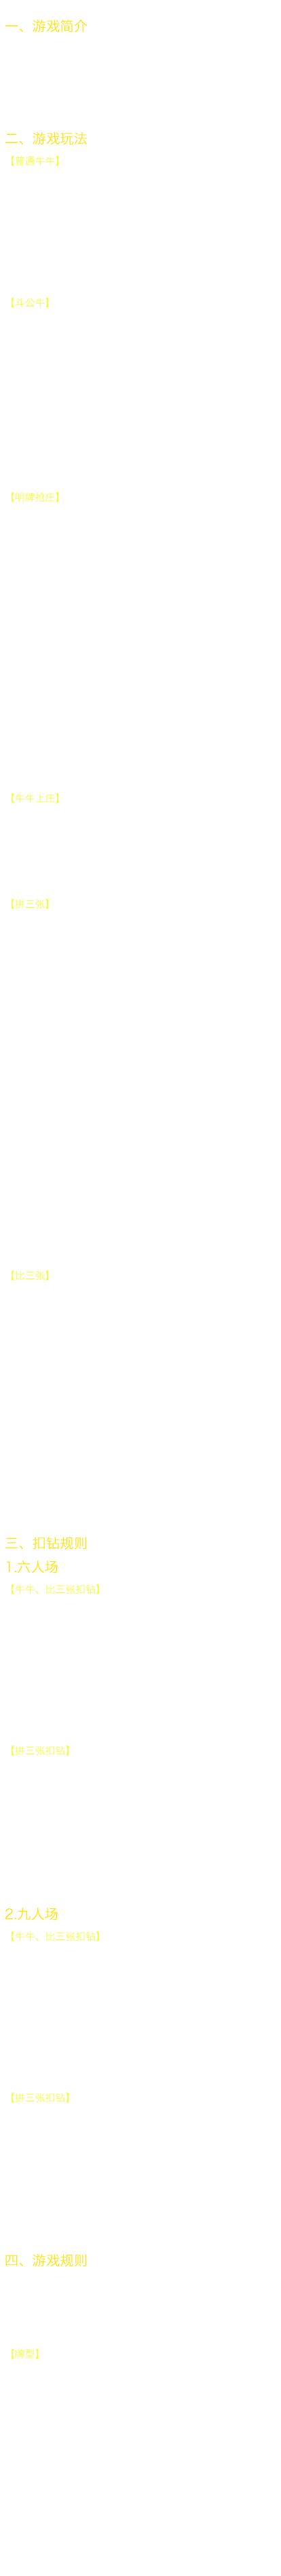 一、游戏简介
二、游戏玩法
【普通牛牛】
【斗公牛】
【明牌抢庄】
【牛牛上庄】
【拼三张】
【比三张】
三、扣钻规则
1.六人场
【牛牛、比三张扣钻】
【拼三张扣钻】
2.九人场
【牛牛、比三张扣钻】
【拼三张扣钻】
四、游戏规则
【牌型】